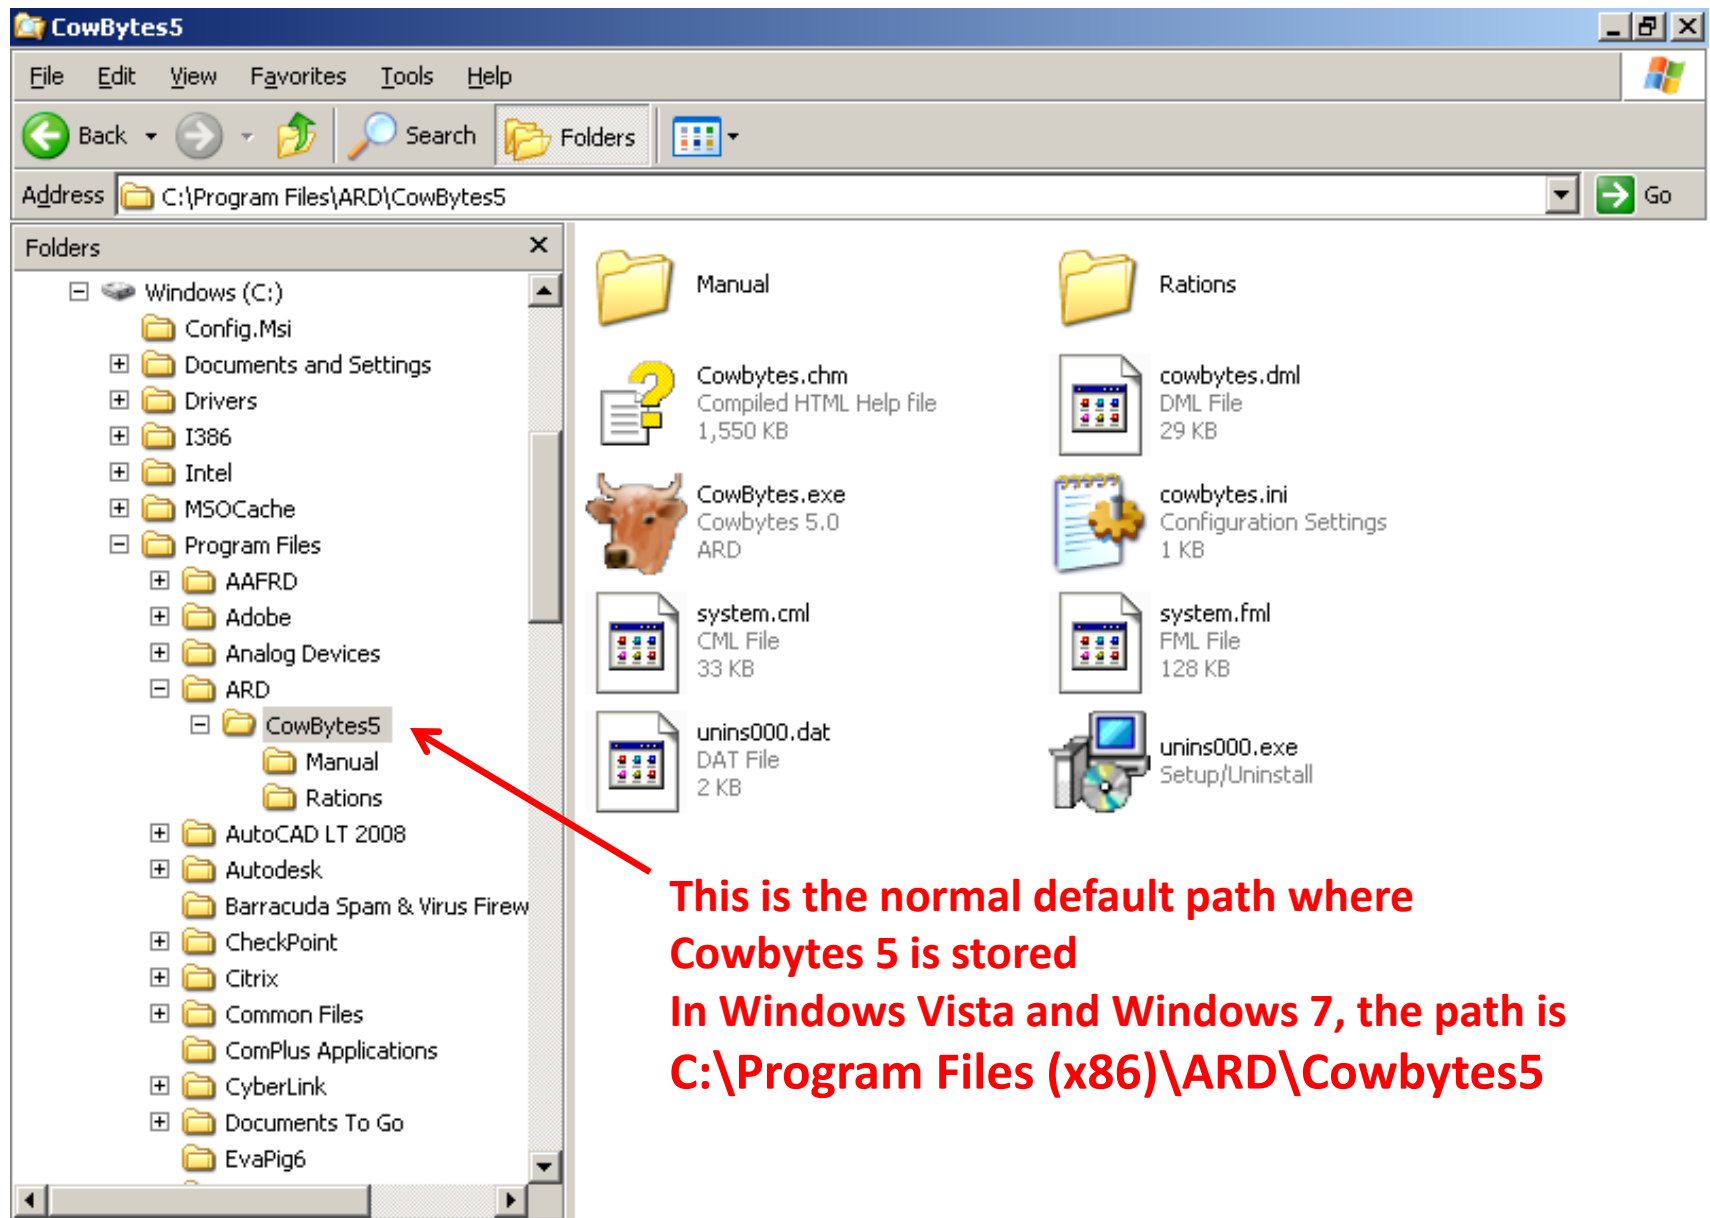 CowBytes5
File Edit View Favorites Tools Help
Back Search Folders
Address C:\Program Files\ARD\CowBytes5 Go
Folders
Windows (C:)
Config.Msi
Documents and Settings
Drivers
I386
Intel
MSOCache
Program Files
AAFRD
Adobe
Analog Devices
ARD
CowBytes5
Manual
Rations
AutoCAD LT 2008
Autodesk
Barracuda Spam & Virus Firew
CheckPoint
Citrix
Common Files
ComPlus Applications
CyberLink
Documents To Go
EvaPig6
Manual
Rations
Cowbytes.chm
Compiled HTML Help file
1,550 KB
cowbytes.dml
DML File
29 KB
CowBytes.exe
Cowbytes 5.0
ARD
cowbytes.ini
Configuration Settings
1 KB
system.cml
CML File
33 KB
system.fml
FML File
128 KB
unins000.dat
DAT File
2 KB
unins000.exe
Setup/Uninstall
This is the normal default path where
Cowbytes 5 is stored
In Windows Vista and Windows 7, the path is
C:\Program Files (x86)\ARD\Cowbytes5